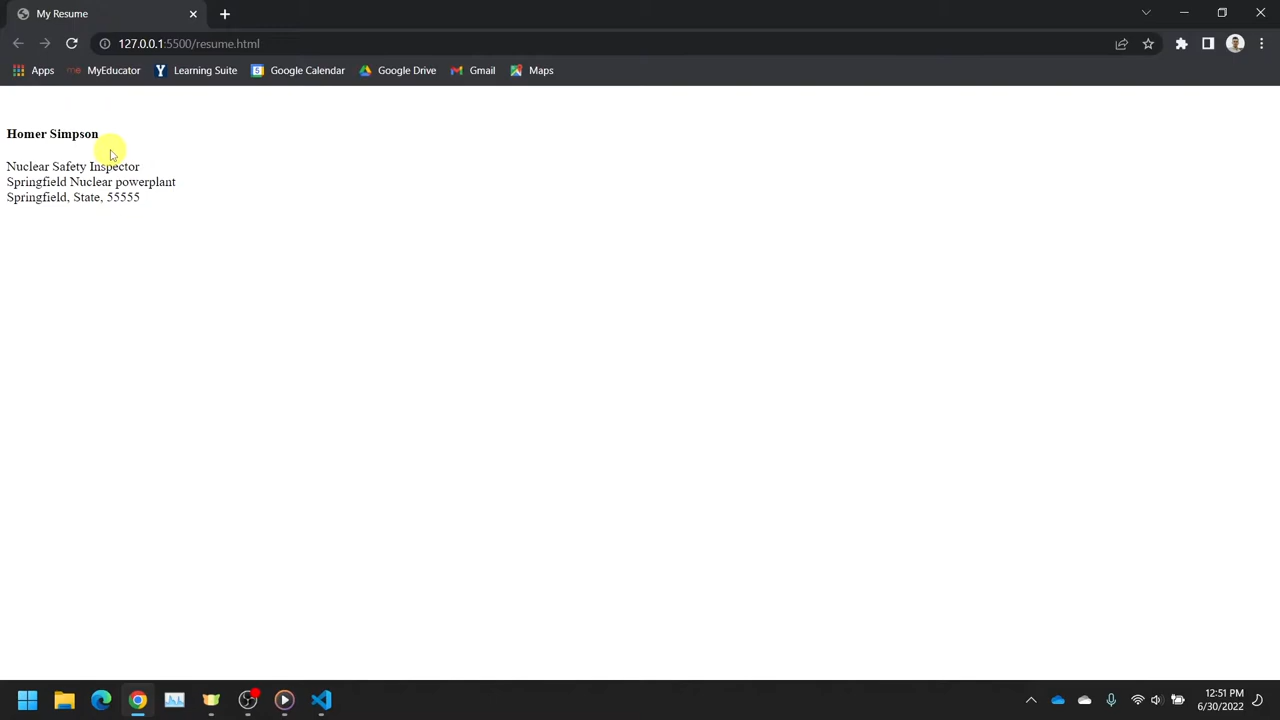 My Resume
127.0.0.1:5500/resume.html
Apps
me MyEducator
Y Learning Suite
Google Calendar
Google Drive
Gmail
Maps
Homer Simpson
Nuclear Safety Inspector
Springfield Nuclear powerplant
Springfield, State, 55555
12:51 PM
6/30/2022